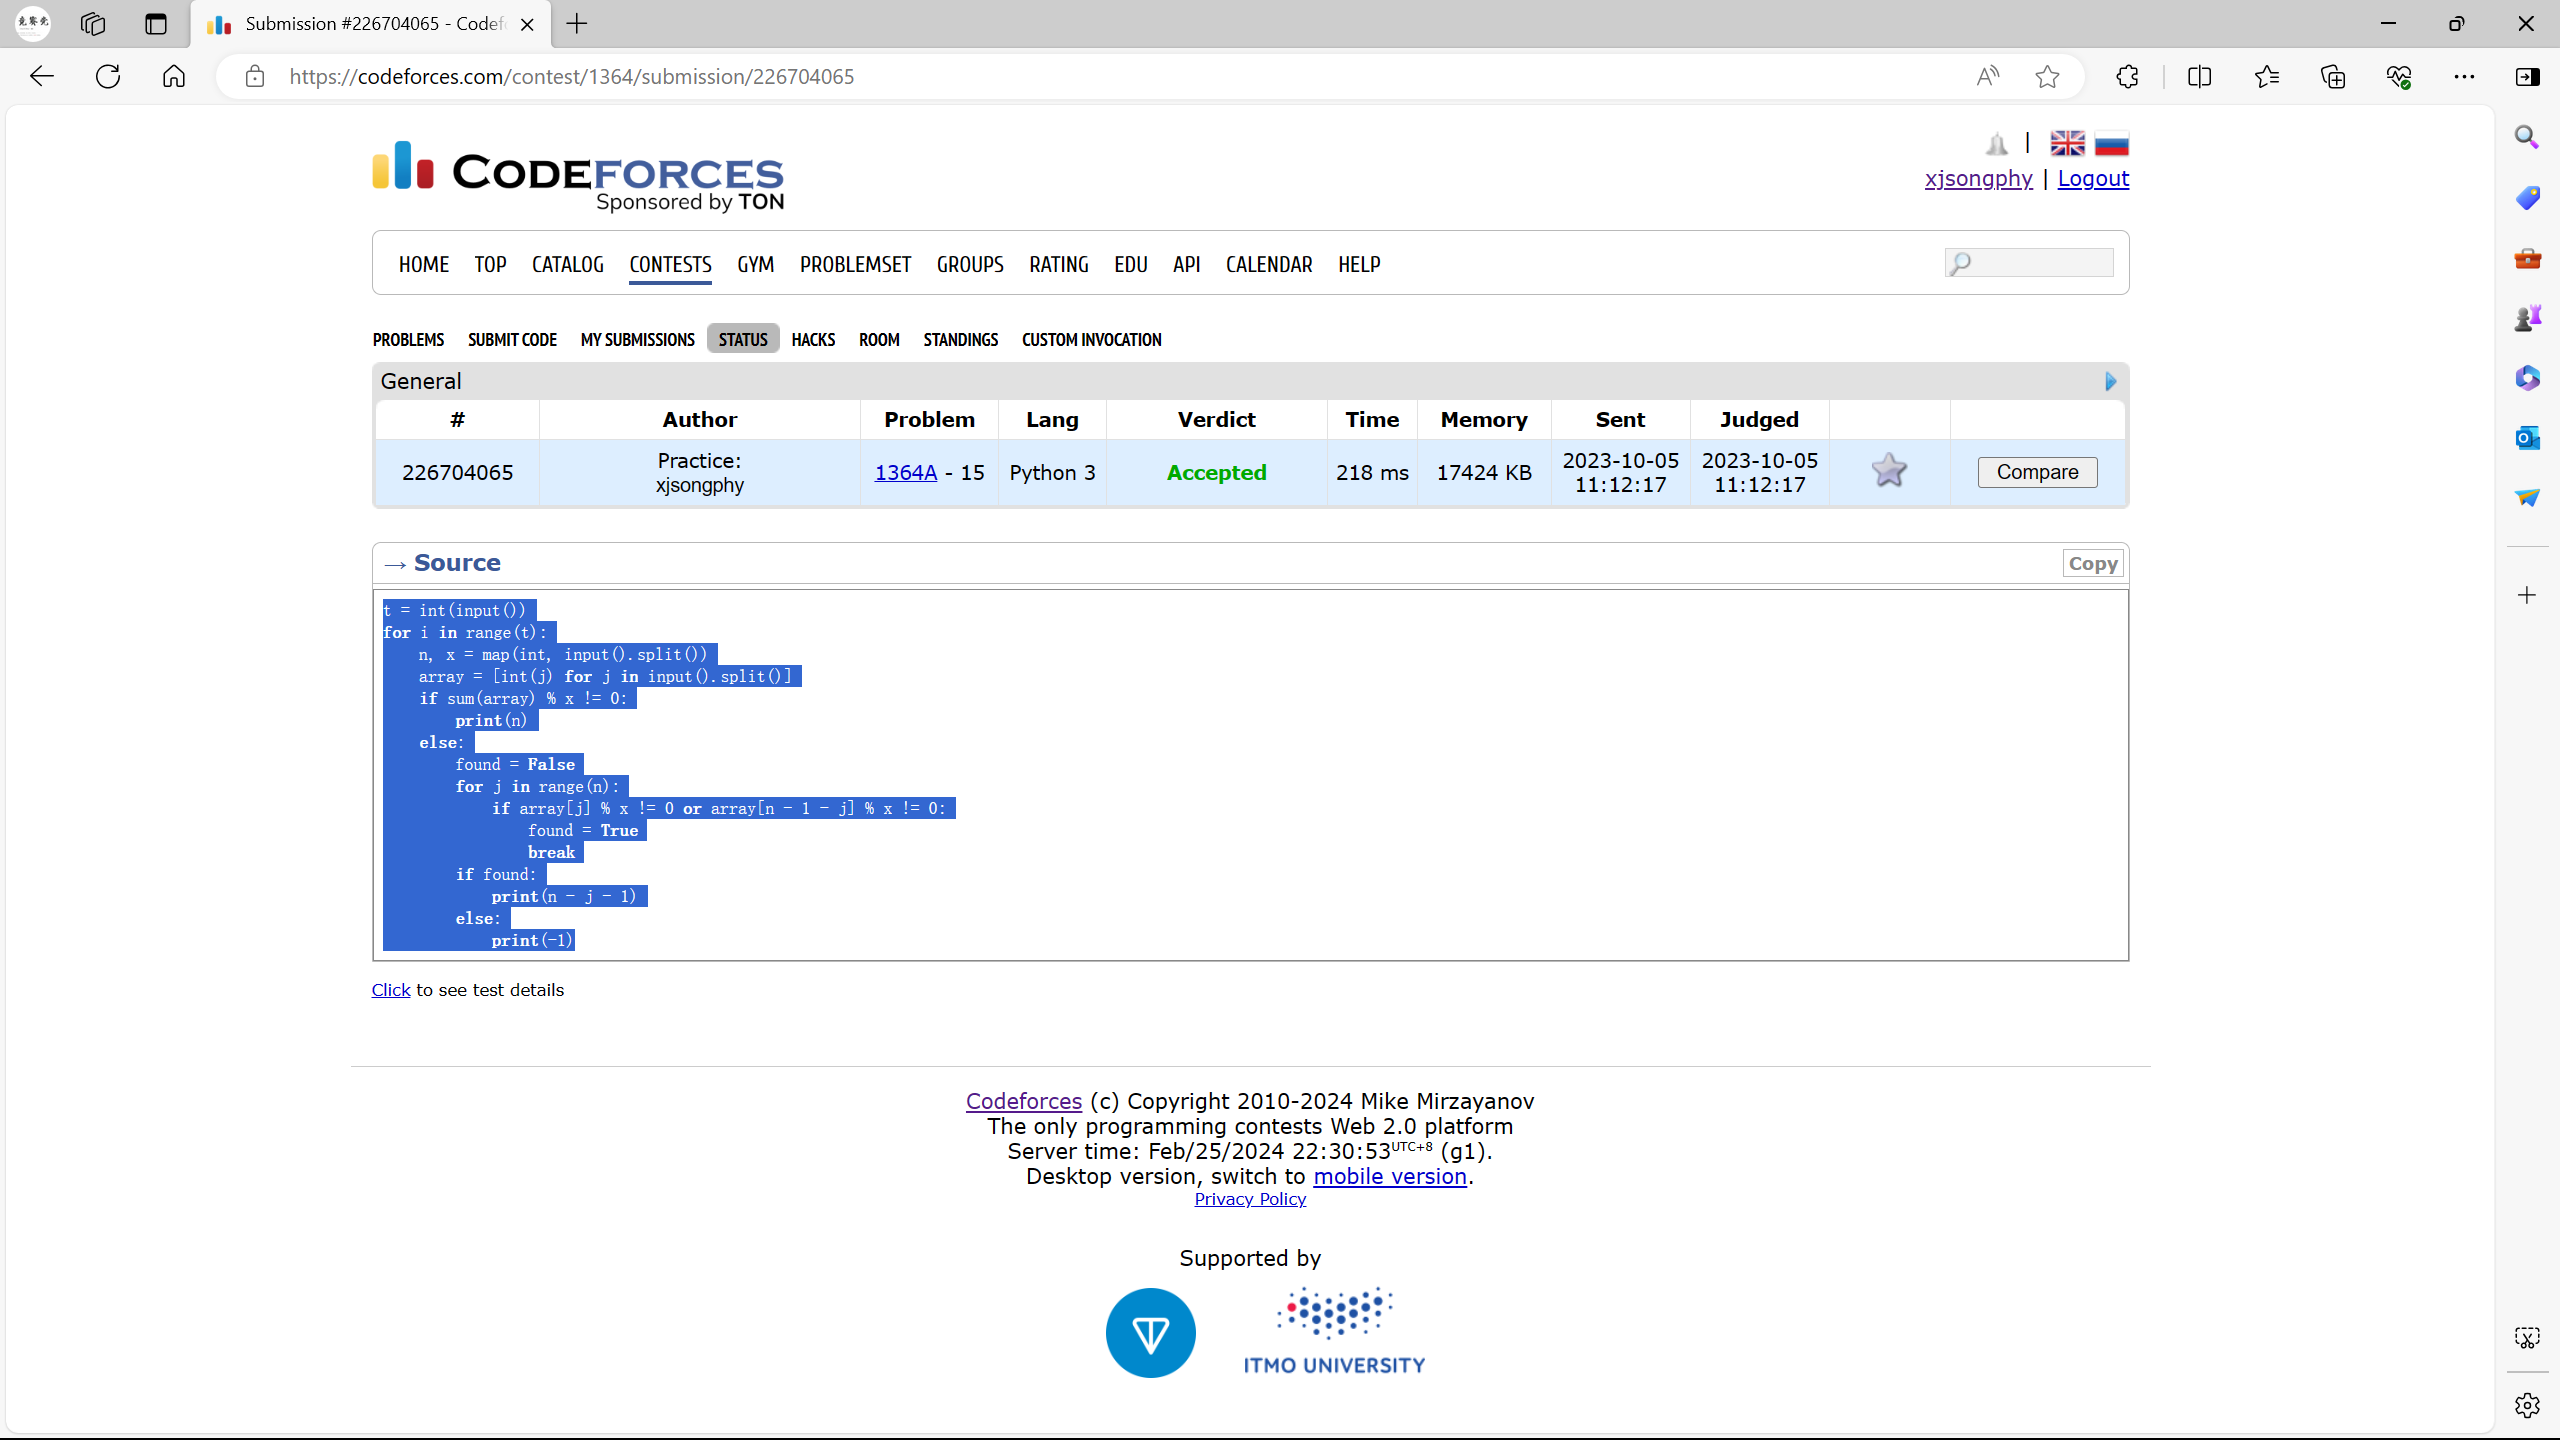 Submission #226704065 - Codef
https://codeforces.com/contest/1364/submission/226704065
CODEFORCES
Sponsored by TON
|
xjsongphy | Logout
HOME TOP CATALOG CONTESTS GYM PROBLEMSET GROUPS RATING EDU API CALENDAR HELP
PROBLEMS SUBMIT CODE MY SUBMISSIONS STATUS HACKS ROOM STANDINGS CUSTOM INVOCATION
General
# Author Problem Lang Verdict Time Memory Sent Judged
226704065 Practice: xjsongphy 1364A - 15 Python 3 Accepted 218 ms 17424 KB 2023-10-05 11:12:17 2023-10-05 11:12:17 Compare
→ Source Copy
t = int(input())
for i in range(t):
    n, x = map(int, input().split())
    array = [int(j) for j in input().split()]
    if sum(array) % x != 0:
        print(n)
    else:
        found = False
        for j in range(n):
            if array[j] % x != 0 or array[n - 1 - j] % x != 0:
                found = True
                break
        if found:
            print(n - j - 1)
        else:
            print(-1)
Click to see test details
Codeforces (c) Copyright 2010-2024 Mike Mirzayanov
The only programming contests Web 2.0 platform
Server time: Feb/25/2024 22:30:53UTC+8 (g1).
Desktop version, switch to mobile version.
Privacy Policy
Supported by
ITMO UNIVERSITY